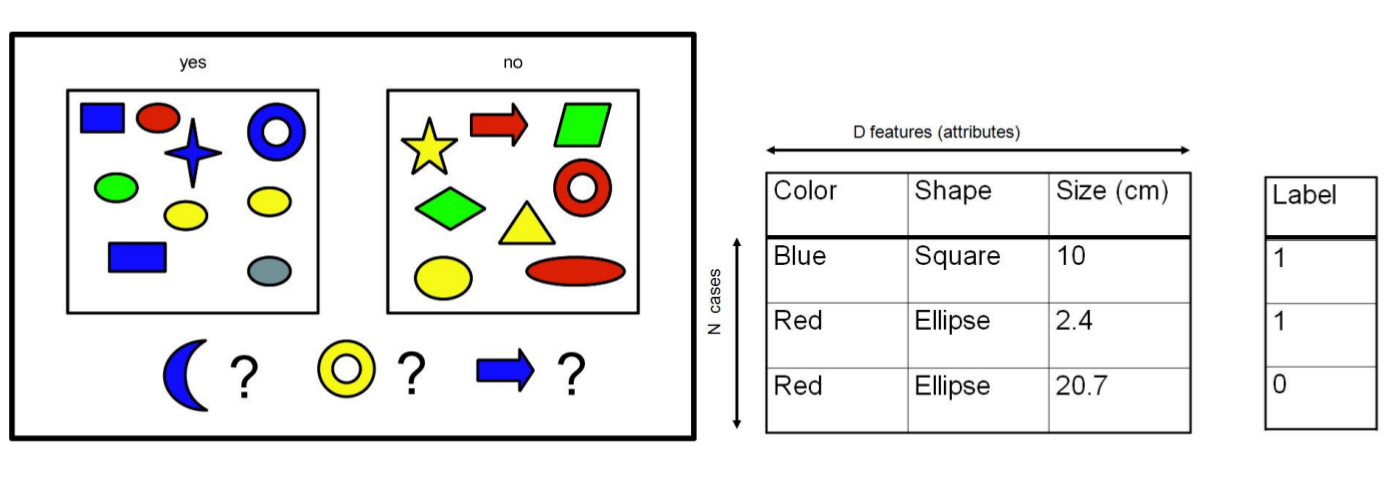 yes
no
? ? ?
D features (attributes)
N cases
Color Shape Size (cm) Label
Blue Square 10 1
Red Ellipse 2.4 1
Red Ellipse 20.7 0